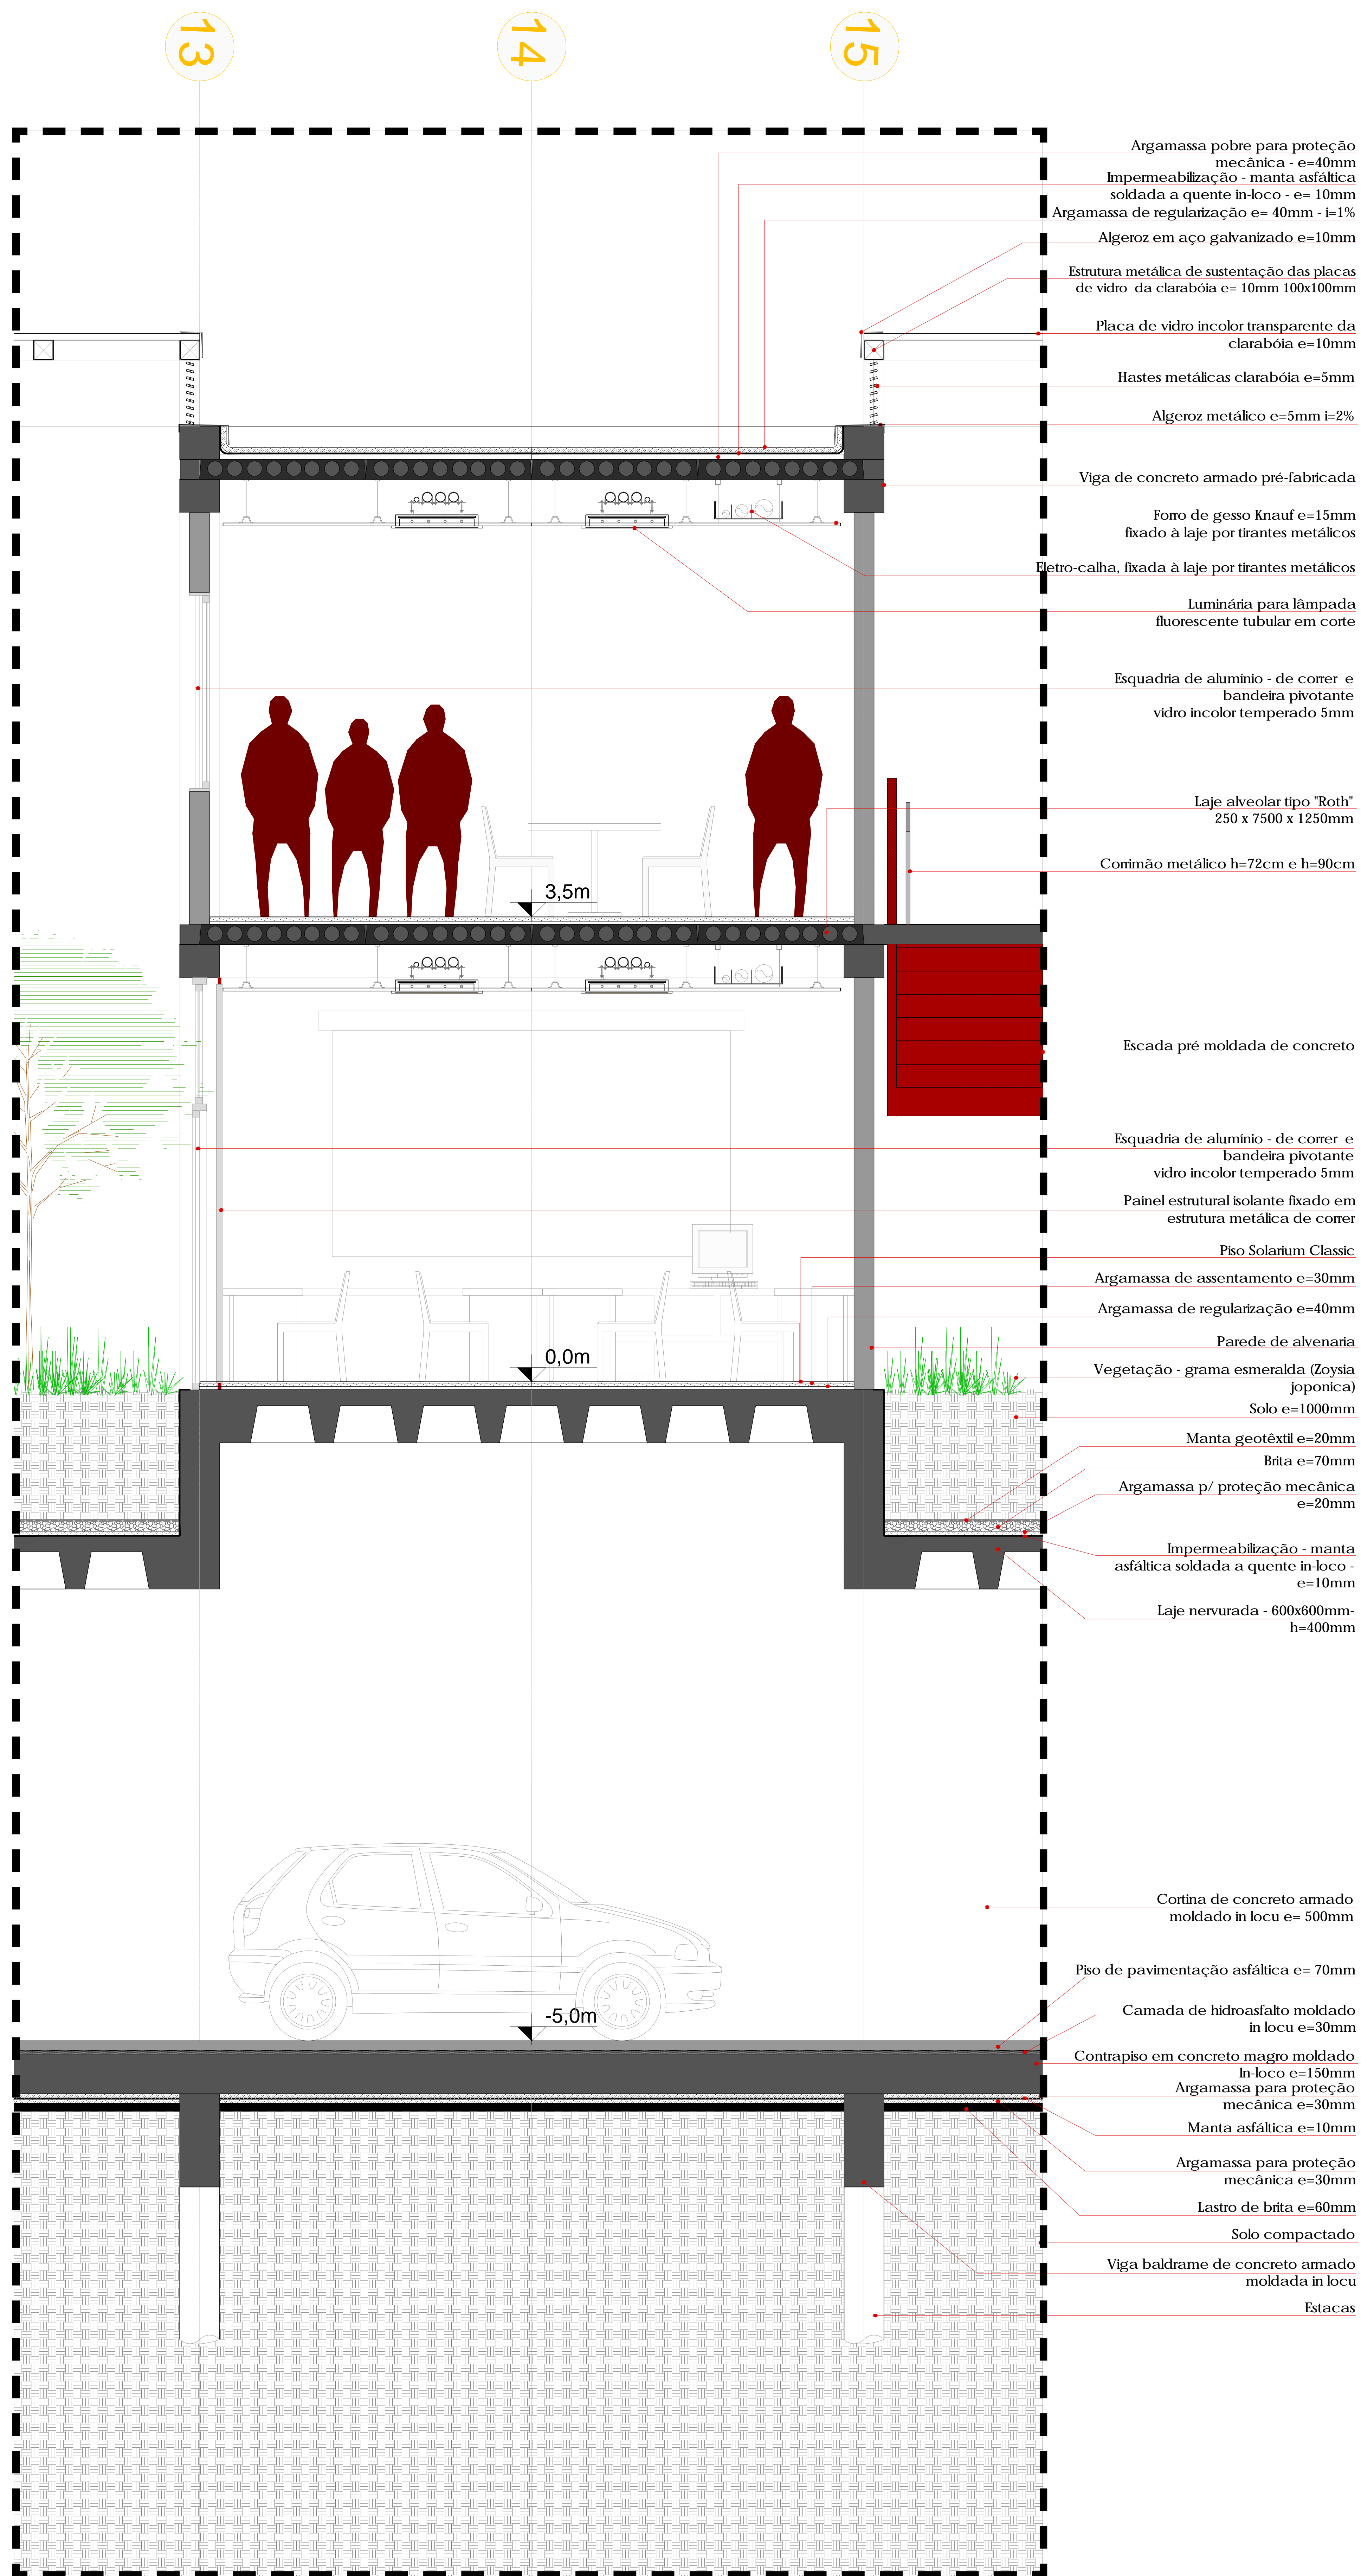 13
14
15
Argamassa pobre para proteção
mecânica - e=40mm
Impermeabilização - manta asfáltica
soldada a quente in-loco - e= 10mm
Argamassa de regularização e= 40mm - i=1%
Algeroz em aço galvanizado e=10mm
Estrutura metálica de sustentação das placas
de vidro da clarabóia e= 10mm 100x100mm
Placa de vidro incolor transparente da
clarabóia e=10mm
Hastes metálicas clarabóia e=5mm
Algeroz metálico e=5mm i=2%
Viga de concreto armado pré-fabricada
Forro de gesso Knauf e=15mm
fixado à laje por tirantes metálicos
Eletro-calha, fixada à laje por tirantes metálicos
Luminária para lâmpada
fluorescente tubular em corte
Esquadria de alumínio - de correr e
bandeira pivotante
vidro incolor temperado 5mm
Laje alveolar tipo "Roth"
250 x 7500 x 1250mm
Corrimão metálico h=72cm e h=90cm
3,5m
Escada pré moldada de concreto
Esquadria de alumínio - de correr e
bandeira pivotante
vidro incolor temperado 5mm
Painel estrutural isolante fixado em
estrutura metálica de correr
Piso Solarium Classic
Argamassa de assentamento e=30mm
Argamassa de regularização e=40mm
Parede de alvenaria
0,0m
Vegetação - grama esmeralda (Zoysia
joponica)
Solo e=1000mm
Manta geotêxtil e=20mm
Brita e=70mm
Argamassa p/ proteção mecânica
e=20mm
Impermeabilização - manta
asfáltica soldada a quente in-loco -
e=10mm
Laje nervurada - 600x600mm-
h=400mm
Cortina de concreto armado
moldado in locu e= 500mm
Piso de pavimentação asfáltica e= 70mm
-5,0m
Camada de hidroasfalto moldado
in locu e=30mm
Contrapiso em concreto magro moldado
In-loco e=150mm
Argamassa para proteção
mecânica e=30mm
Manta asfáltica e=10mm
Argamassa para proteção
mecânica e=30mm
Lastro de brita e=60mm
Solo compactado
Viga baldrame de concreto armado
moldada in locu
Estacas